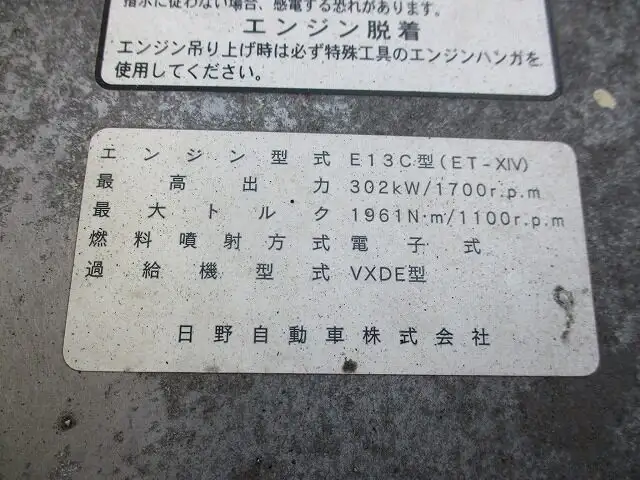 指示に従わない場合、感電する恐れがあります。
エンジン脱着
エンジン吊り上げ時は必ず特殊工具のエンジンハンガを
使用してください。
エンジン型式 E13C型(ET-XIV)
最高出力 302kW/1700r.p.m
最大トルク 1961N·m/1100r.p.m
燃料噴射方式 電子式
過給機型式 VXDE型
日野自動車株式会社